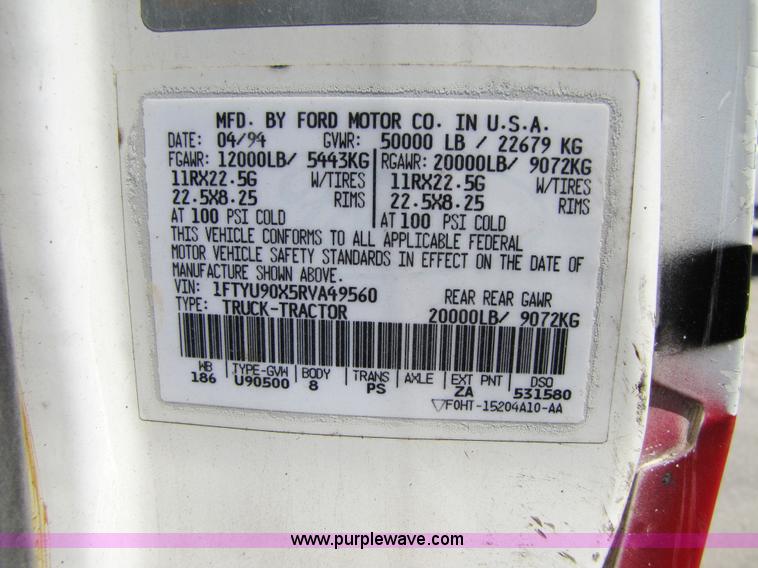 MFD. BY FORD MOTOR CO. IN U.S.A.
DATE: 04/94 GVWR: 50000 LB / 22679 KG
FGAWR: 12000LB/ 5443KG RGAWR: 20000LB/ 9072KG
11RX22.5G W/TIRES 11RX22.5G W/TIRES
22.5X8.25 RIMS 22.5X8.25 RIMS
AT 100 PSI COLD AT 100 PSI COLD
THIS VEHICLE CONFORMS TO ALL APPLICABLE FEDERAL
MOTOR VEHICLE SAFETY STANDARDS IN EFFECT ON THE DATE OF
MANUFACTURE SHOWN ABOVE.
VIN: 1FTYU90X5RVA49560 REAR REAR GAWR
TYPE: TRUCK-TRACTOR 20000LB/ 9072KG
WB TYPE-GVW BODY TRANS AXLE EXT PNT DSO
186 U90500 8 PS ZA 531580
F0HT-15204A10-AA
www.purplewave.com